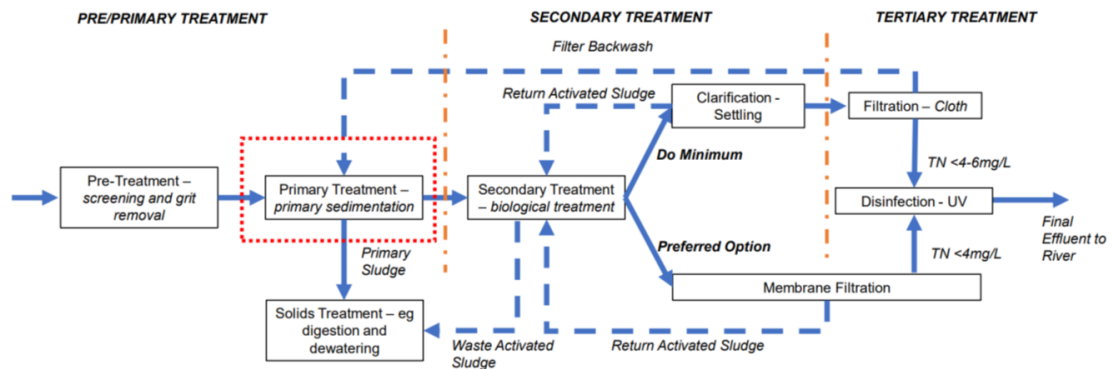 PRE/PRIMARY TREATMENT
SECONDARY TREATMENT
TERTIARY TREATMENT
Filter Backwash
Return Activated Sludge
Clarification -
Settling
Filtration – Cloth
Do Minimum
TN <4-6mg/L
Pre-Treatment –
screening and grit
removal
Primary Treatment –
primary sedimentation
Secondary Treatment
– biological treatment
Disinfection - UV
Final
Effluent to
River
Primary
Sludge
Preferred Option
TN <4mg/L
Membrane Filtration
Solids Treatment – eg
digestion and
dewatering
Waste Activated
Sludge
Return Activated Sludge